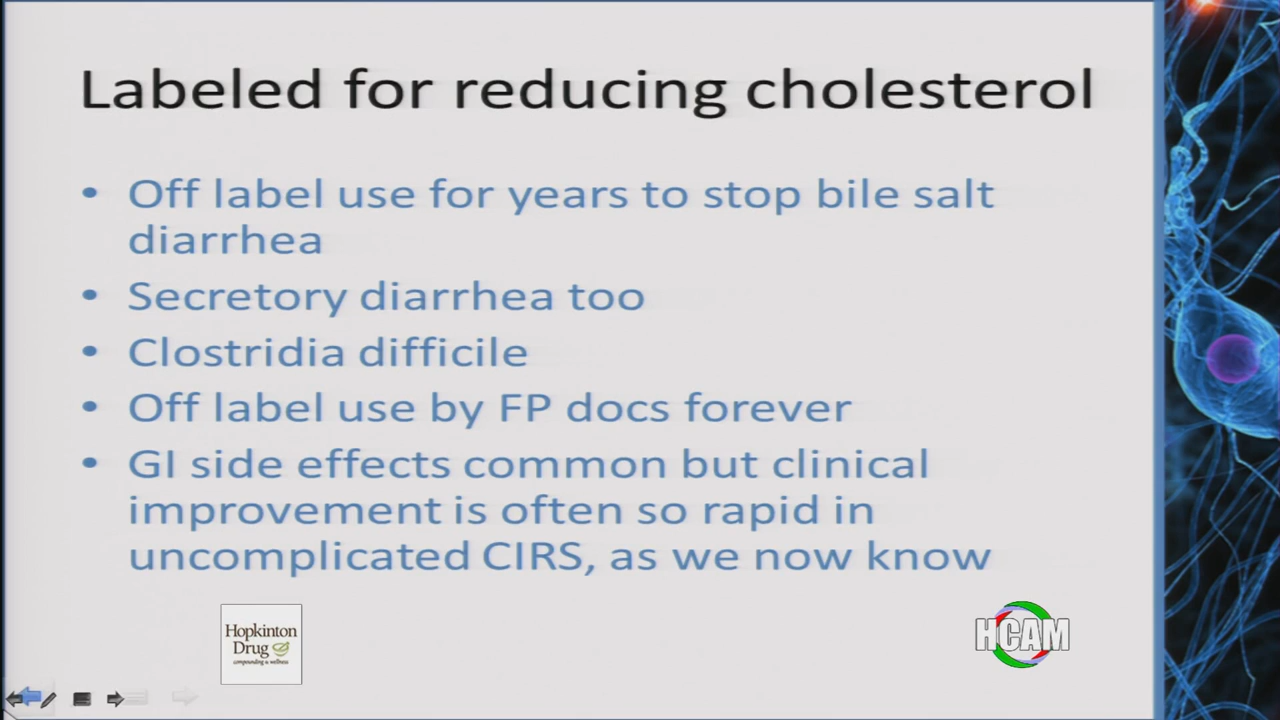 Labeled for reducing cholesterol
• Off label use for years to stop bile salt
diarrhea
• Secretory diarrhea too
• Clostridia difficile
• Off label use by FP docs forever
• GI side effects common but clinical
improvement is often so rapid in
uncomplicated CIRS, as we now know
Hopkinton
Drug
compounding & wellness
HCAM